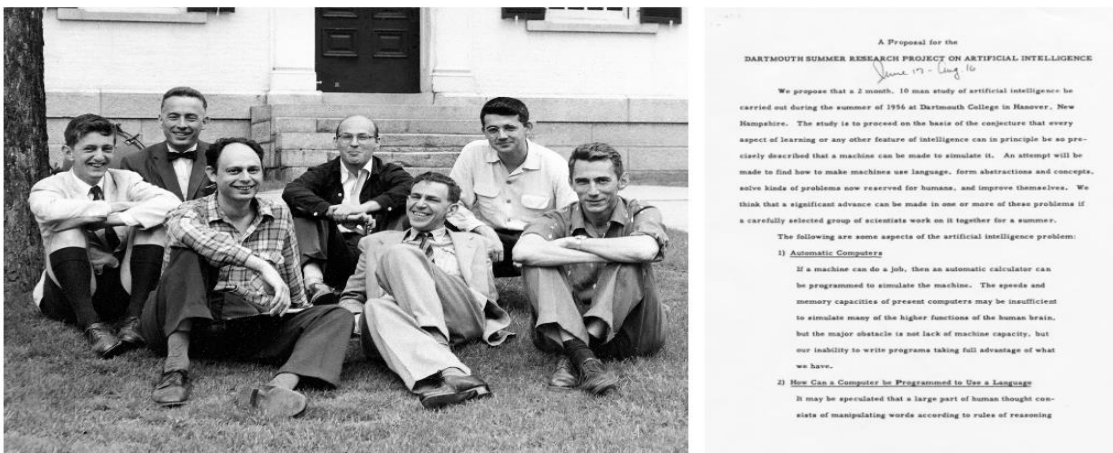 A Proposal for the
DARTMOUTH SUMMER RESEARCH PROJECT ON ARTIFICIAL INTELLIGENCE
June 17 - Aug. 16
We propose that a 2 month, 10 man study of artificial intelligence be
carried out during the summer of 1956 at Dartmouth College in Hanover, New
Hampshire. The study is to proceed on the basis of the conjecture that every
aspect of learning or any other feature of intelligence can in principle be so pre-
cisely described that a machine can be made to simulate it. An attempt will be
made to find how to make machines use language, form abstractions and concepts,
solve kinds of problems now reserved for humans, and improve themselves. We
think that a significant advance can be made in one or more of these problems if
a carefully selected group of scientists work on it together for a summer.
The following are some aspects of the artificial intelligence problem:
1) Automatic Computers
If a machine can do a job, then an automatic calculator can
be programmed to simulate the machine. The speeds and
memory capacities of present computers may be insufficient
to simulate many of the higher functions of the human brain,
but the major obstacle is not lack of machine capacity, but
our inability to write programs taking full advantage of what
we have.
2) How Can a Computer be Programmed to Use a Language
It may be speculated that a large part of human thought con-
sists of manipulating words according to rules of reasoning